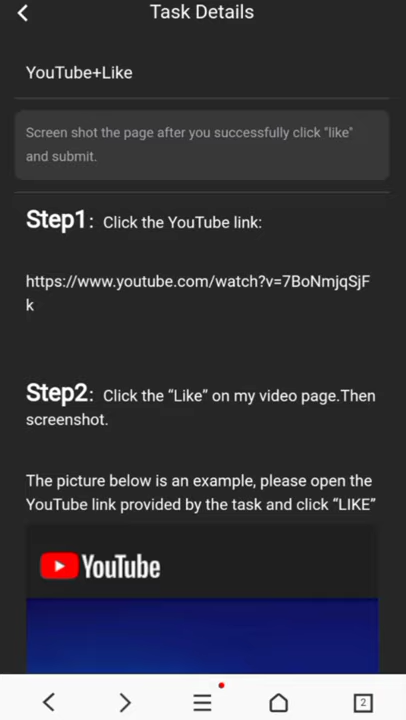 Task Details
YouTube+Like
Screen shot the page after you successfully click "like"
and submit.
Step1: Click the YouTube link:
https://www.youtube.com/watch?v=7BoNmjqSjF
k
Step2: Click the “Like” on my video page.Then
screenshot.
The picture below is an example, please open the
YouTube link provided by the task and click “LIKE”
YouTube
2